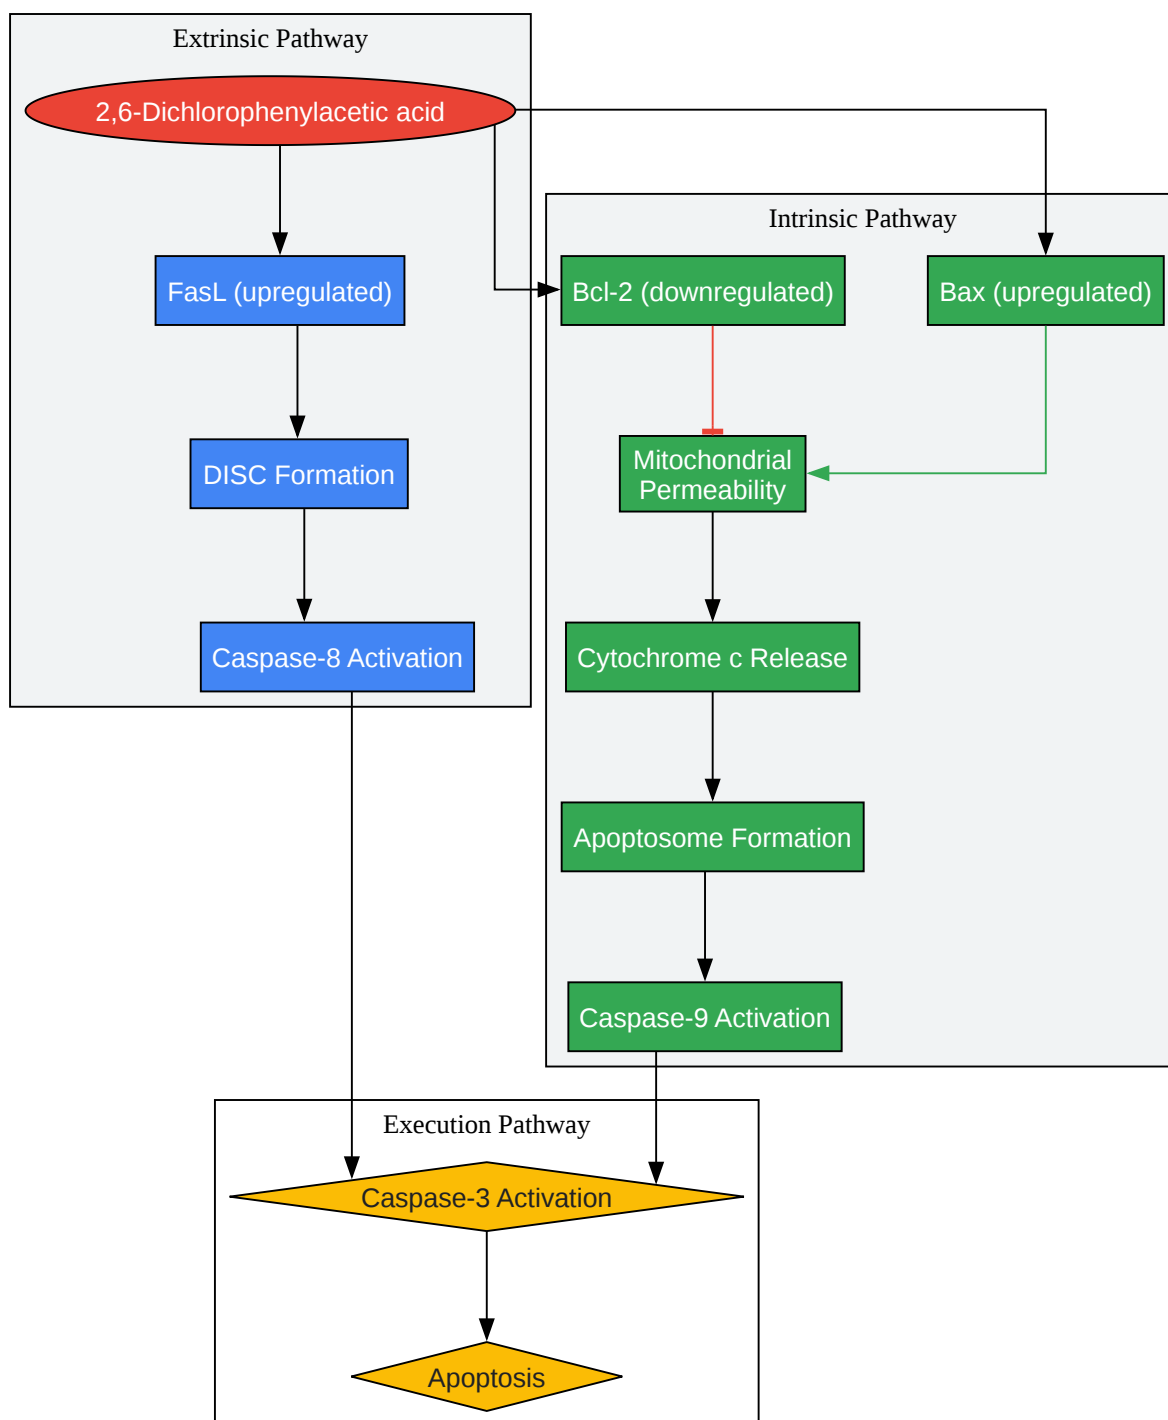 Extrinsic Pathway
2,6-Dichlorophenylacetic acid
Intrinsic Pathway
FasL (upregulated)
Bcl-2 (downregulated)
Bax (upregulated)
DISC Formation
Mitochondrial
Permeability
Caspase-8 Activation
Cytochrome c Release
Apoptosome Formation
Caspase-9 Activation
Execution Pathway
Caspase-3 Activation
Apoptosis